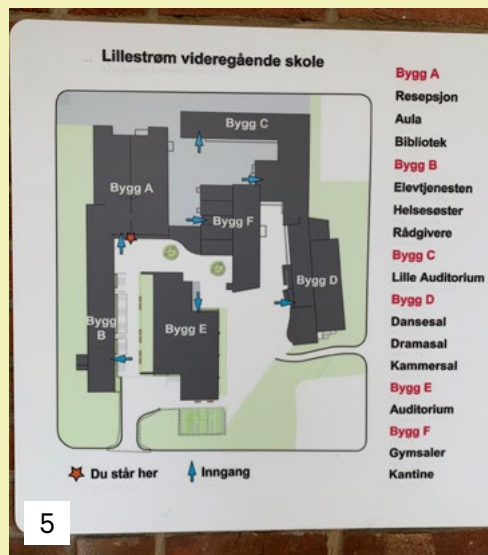 Lillestrøm videregående skole
Bygg C
Bygg A
Bygg F
Bygg D
Bygg E
Bygg
B
Du står her
Inngang
Bygg A
Resepsjon
Aula
Bibliotek
Bygg B
Elevtjenesten
Helsesøster
Rådgivere
Bygg C
Lille Auditorium
Bygg D
Dansesal
Dramasal
Kammersal
Bygg E
Auditorium
Bygg F
Gymsaler
Kantine
5